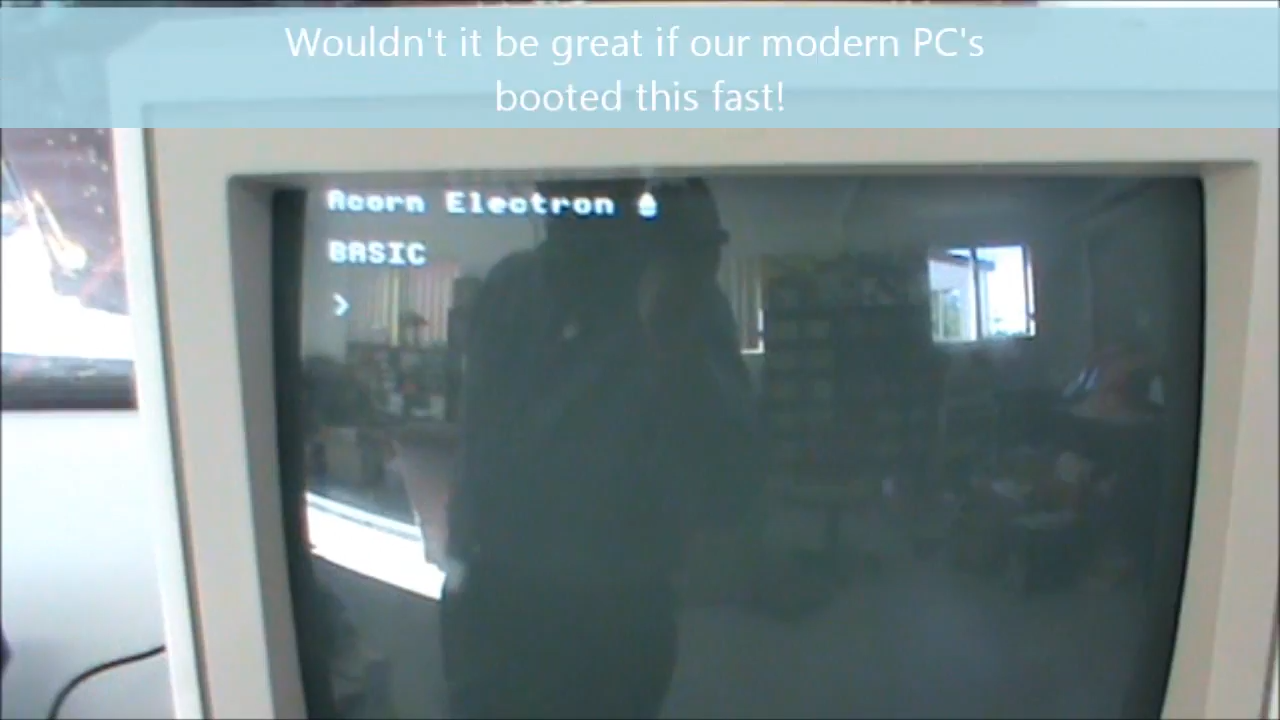 Wouldn't it be great if our modern PC's
booted this fast!
Acorn Electron
BASIC
>